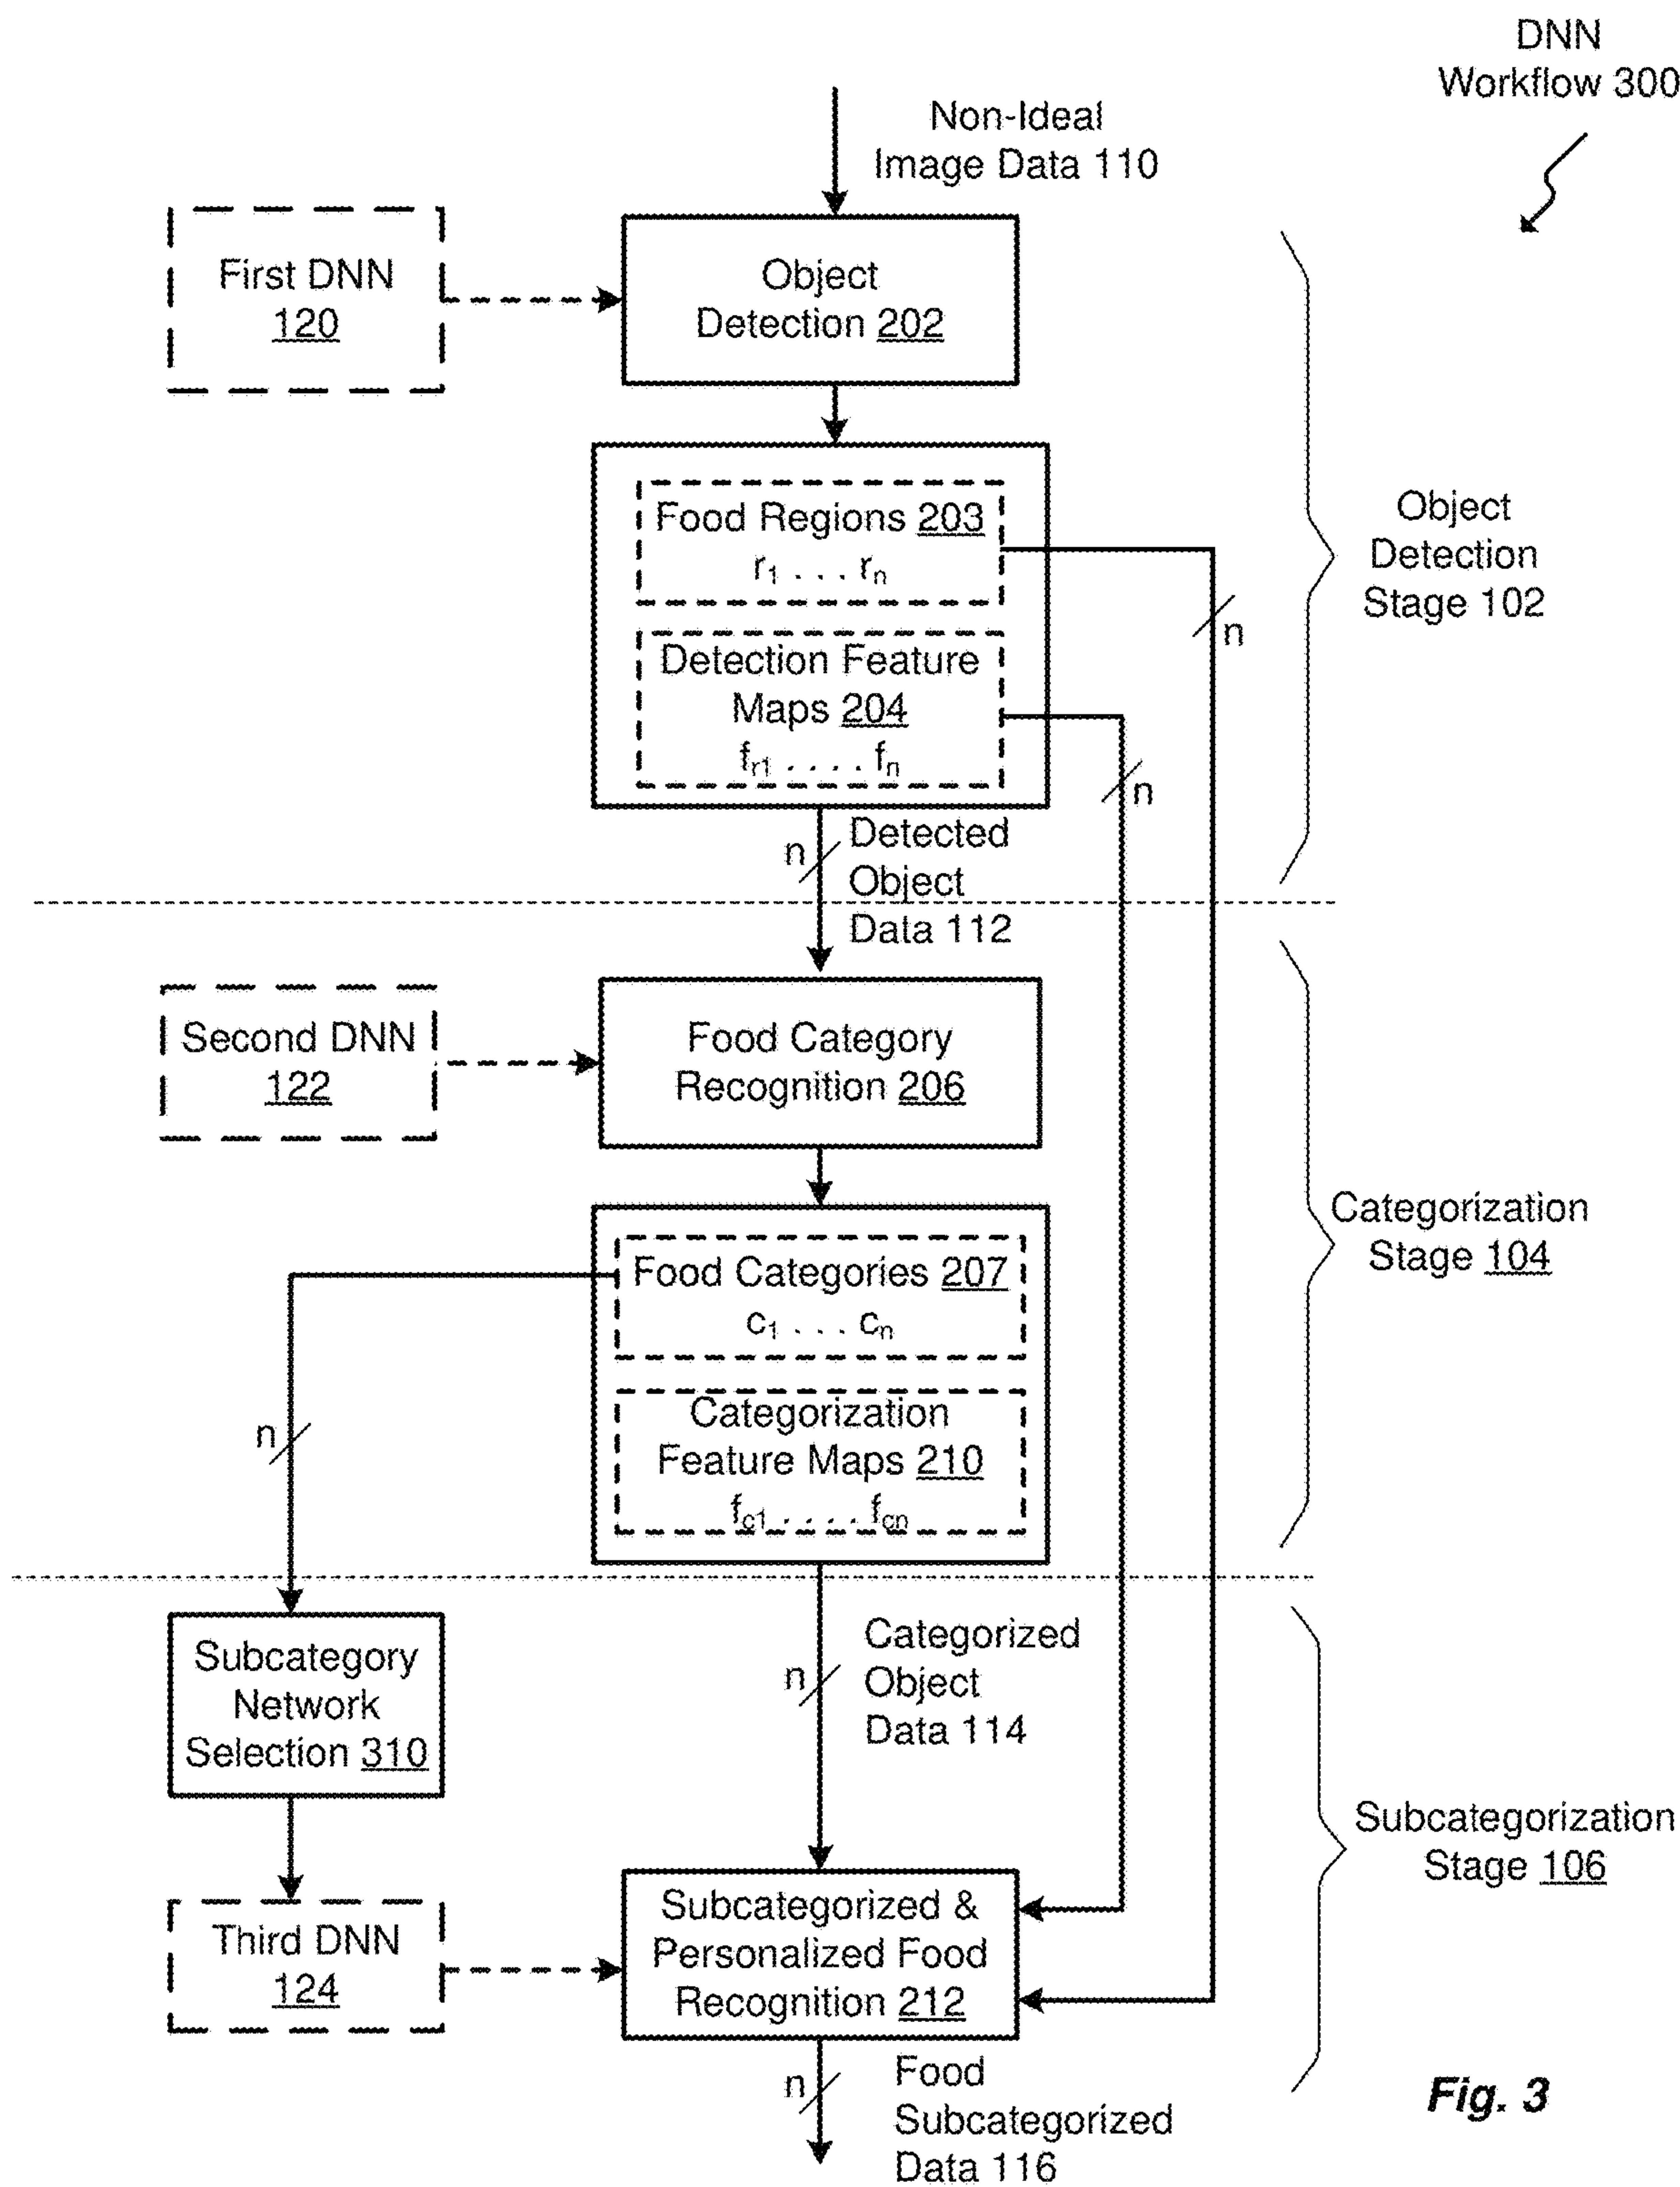 DNN
Workflow 300
Non-Ideal
Image Data 110
First DNN
120
Object
Detection 202
Food Regions 203
r1 . . . rn
n
Detection Feature
Maps 204
fr1 . . . . fn
n
Object
Detection
Stage 102
n
Detected
Object
Data 112
Second DNN
122
Food Category
Recognition 206
Food Categories 207
c1 . . . cn
Categorization
Feature Maps 210
fc1 . . . . fcn
n
Categorization
Stage 104
Subcategory
Network
Selection 310
n
Categorized
Object
Data 114
Third DNN
124
Subcategorized &
Personalized Food
Recognition 212
Subcategorization
Stage 106
n
Food
Subcategorized
Data 116
Fig. 3